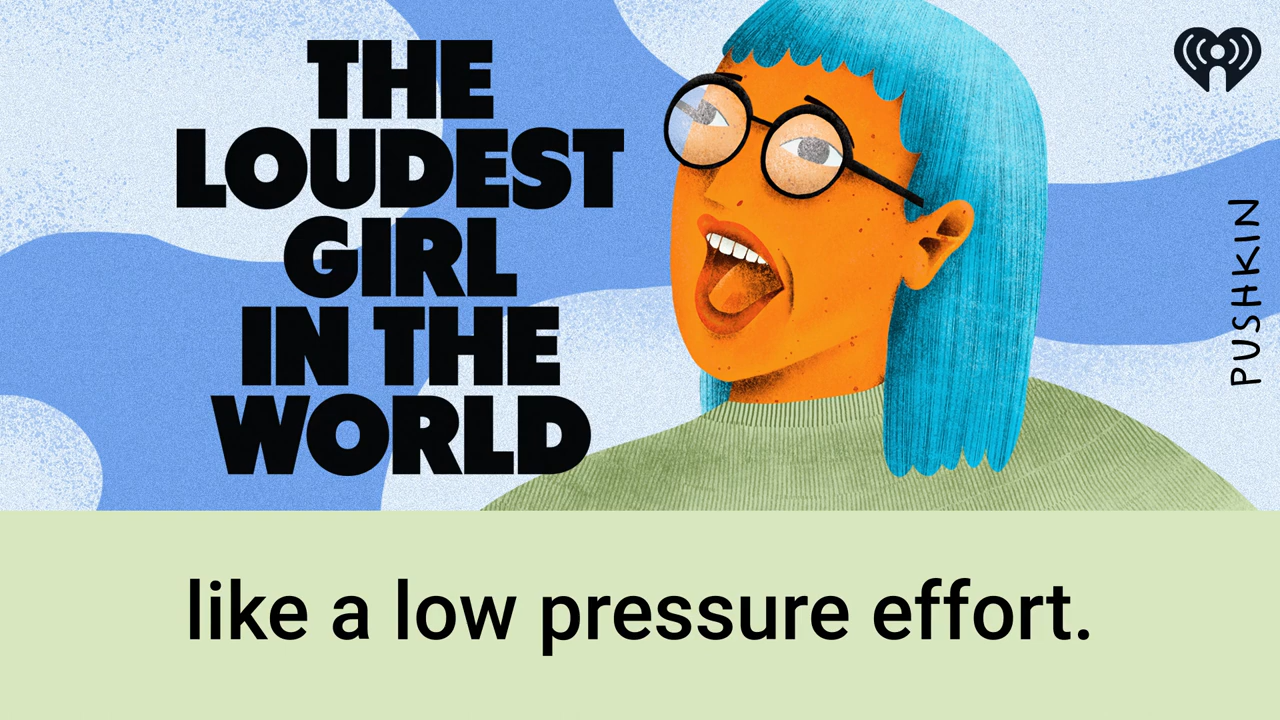 THE
LOUDEST
GIRL
IN THE
WORLD
PUSHKIN
like a low pressure effort.